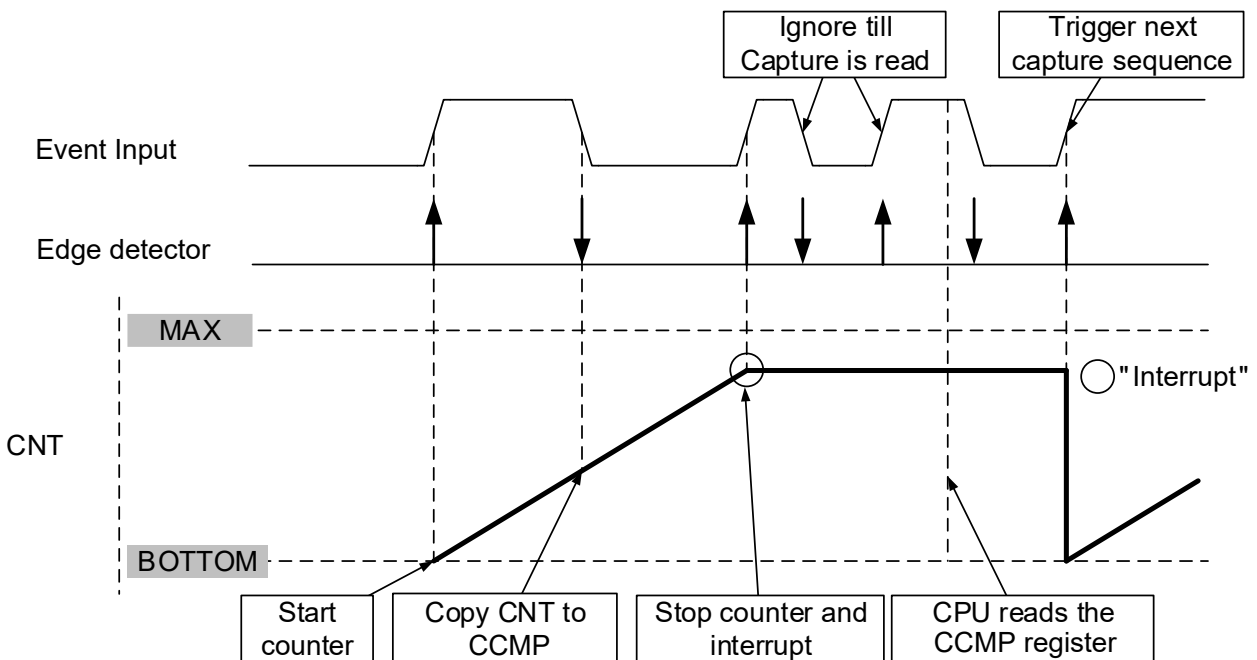 Ignore till
Capture is read
Trigger next
capture sequence
Event Input
Edge detector
MAX
"Interrupt"
CNT
BOTTOM
Start
counter
Copy CNT to
CCMP
Stop counter and
interrupt
CPU reads the
CCMP register